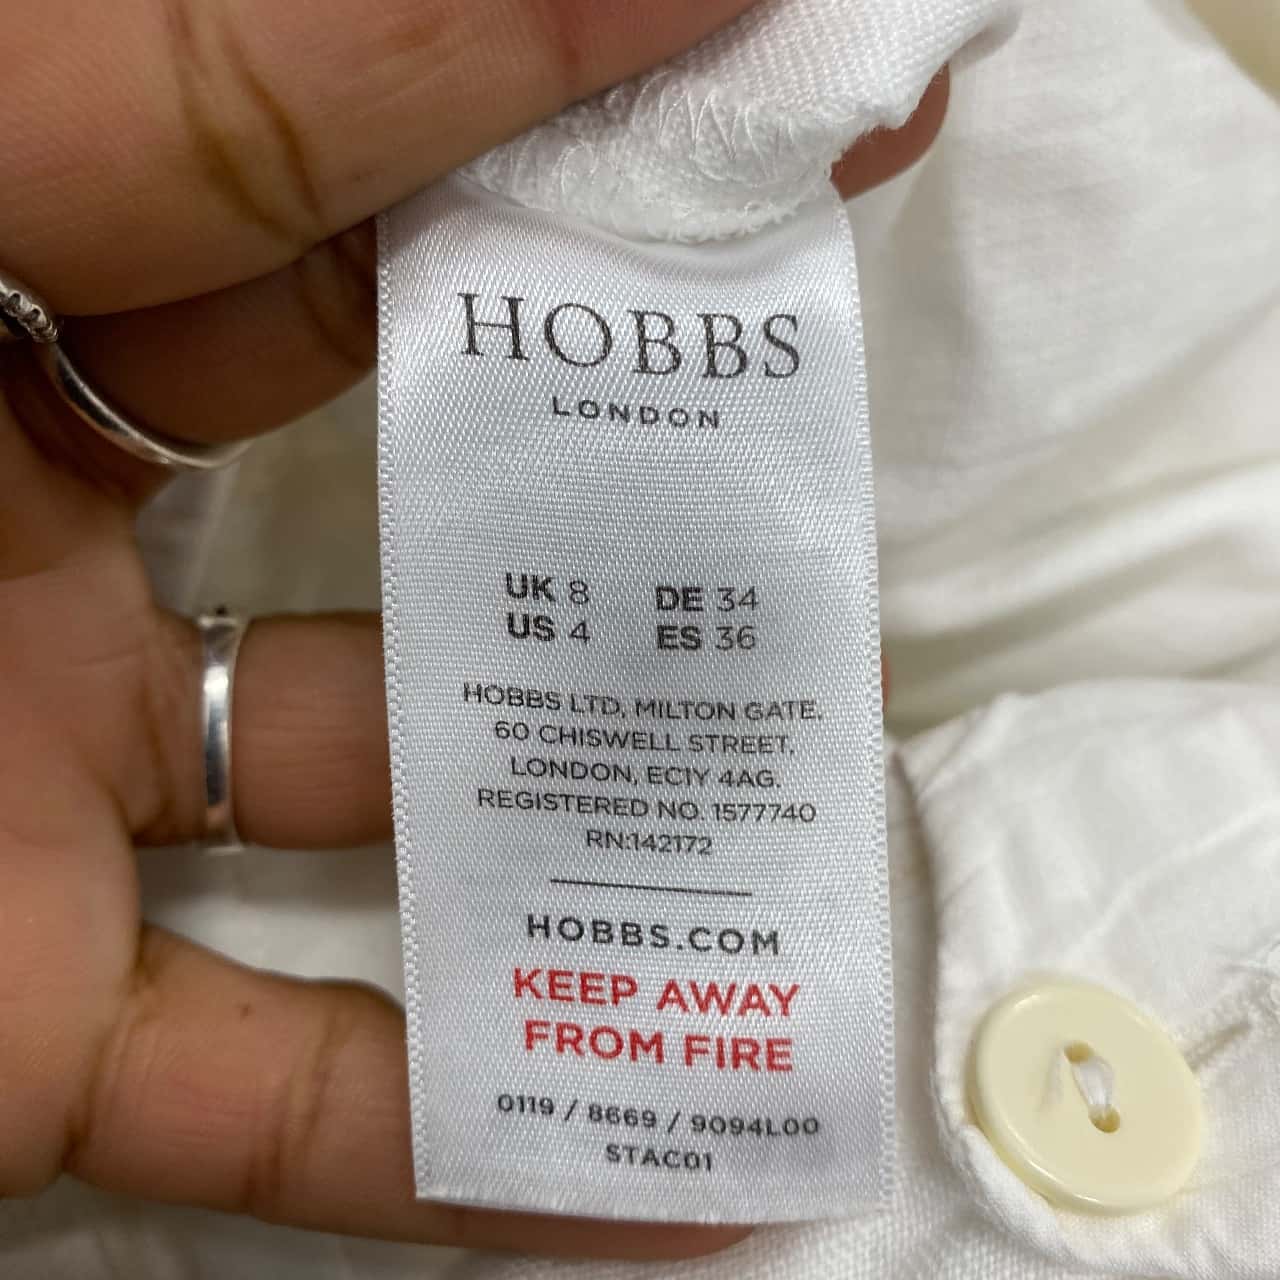 HOBBS
LONDON
UK 8 DE 34
US 4 ES 36
HOBBS LTD, MILTON GATE,
60 CHISWELL STREET,
LONDON, EC1Y 4AG.
REGISTERED NO. 1577740
RN:142172
HOBBS.COM
KEEP AWAY
FROM FIRE
0119 / 8669 / 9094L00
STAC01